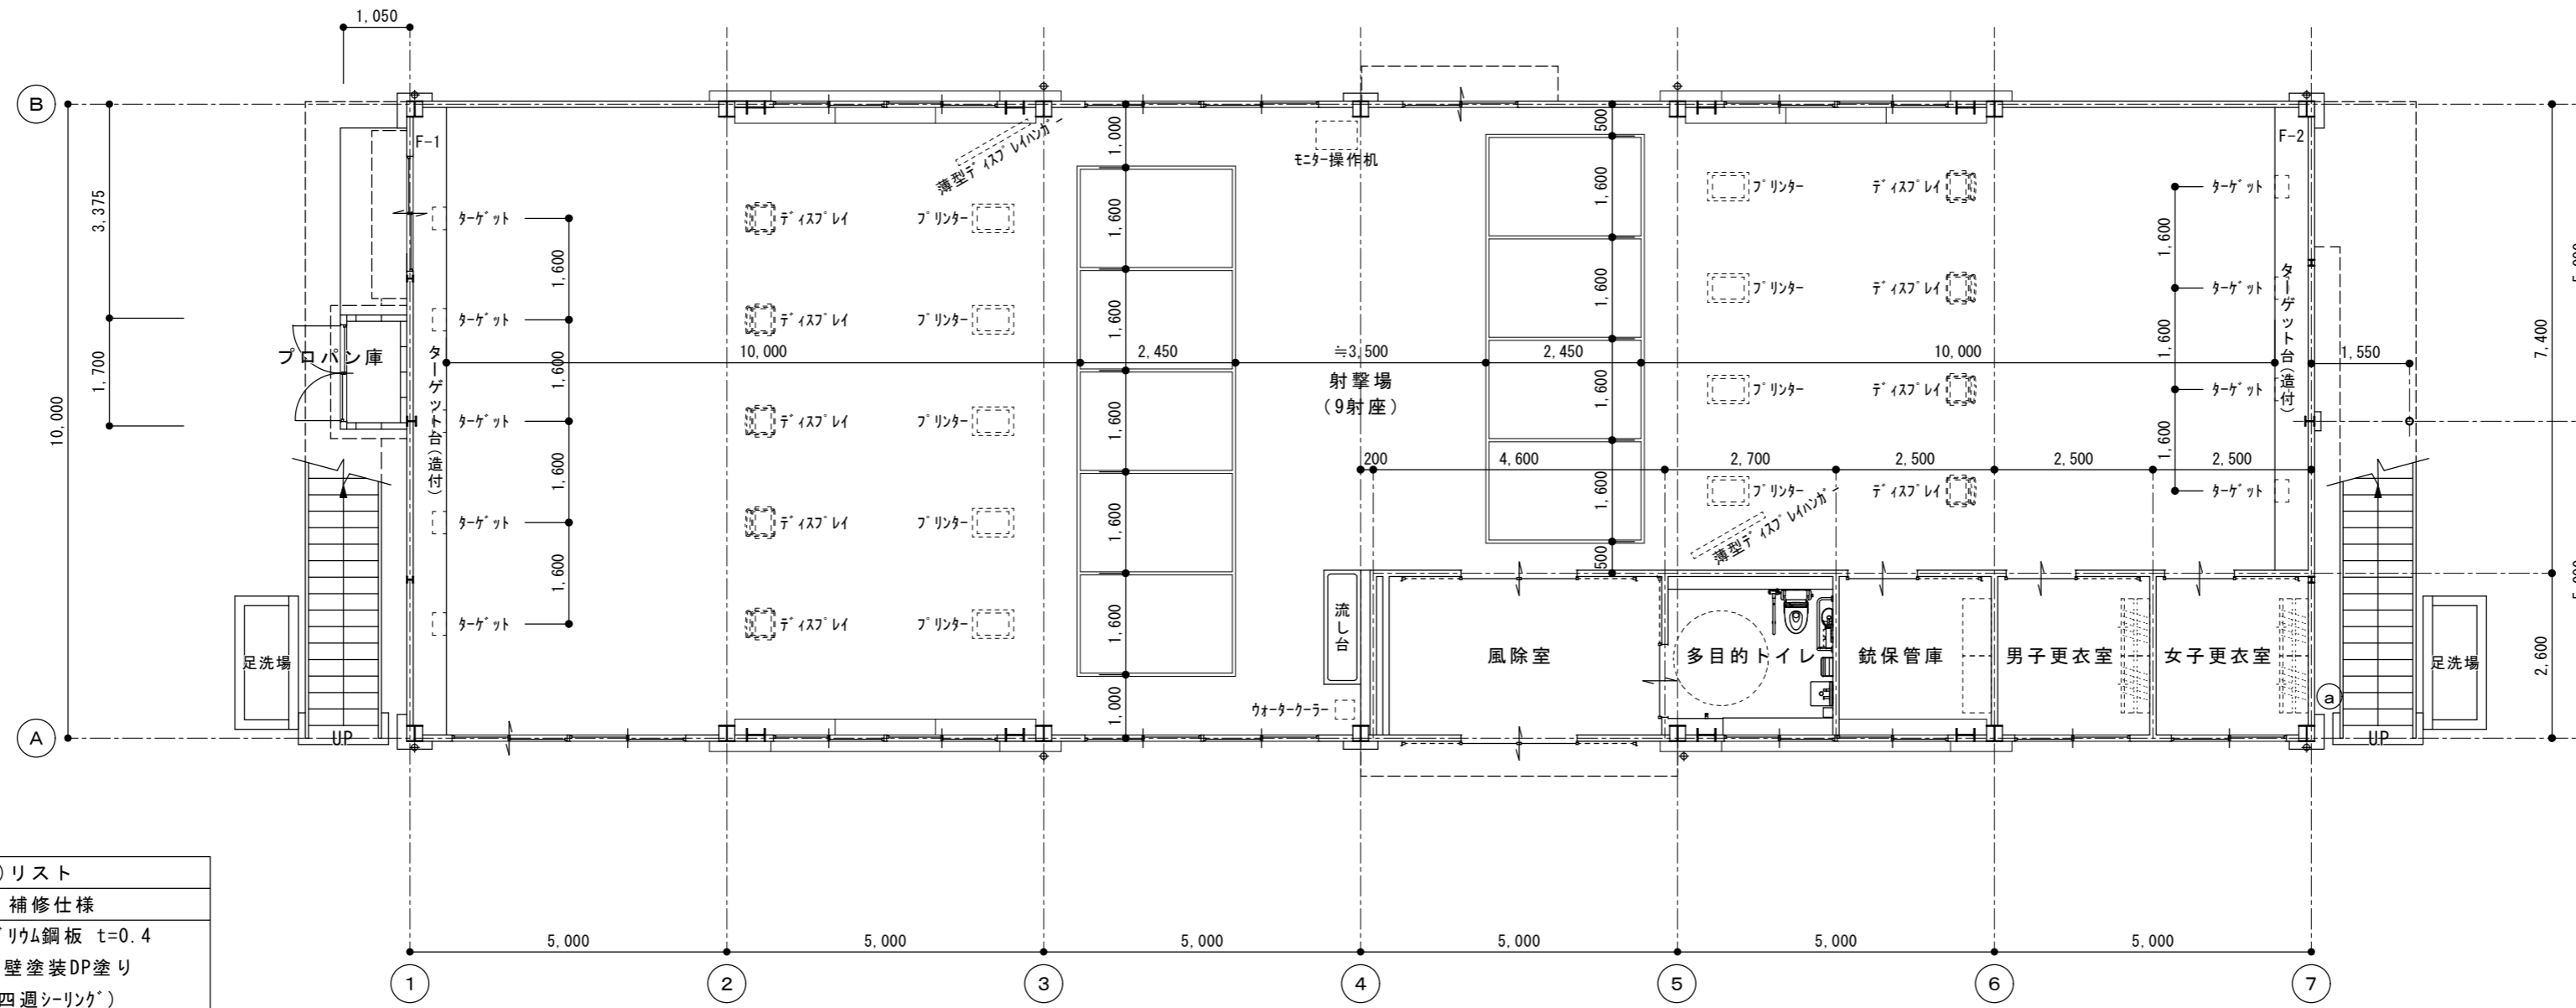 1,050
B
F-1
薄型ディスプレイハンガー
1,000
モニター操作机
500
F-2
3,375
ターゲット
ディスプレイ
プリンター
1,600
1,600
プリンター
ディスプレイ
1,600
ターゲット
1,600
ターゲット
ディスプレイ
プリンター
1,600
1,600
プリンター
ディスプレイ
ターゲット
プロパン庫
1,700
10,000
ターゲット台(造付)
10,000
2,450
≒3,500
2,450
10,000
ターゲット台(造付)
1,550
7,400
射撃場
(9射座)
1,600
ターゲット
ディスプレイ
プリンター
1,600
1,600
プリンター
ディスプレイ
1,600
ターゲット
200
4,600
2,700
2,500
2,500
2,500
1,600
ターゲット
ディスプレイ
プリンター
1,600
1,600
プリンター
ディスプレイ
1,600
ターゲット
薄型ディスプレイハンガー
500
1,600
ターゲット
ディスプレイ
プリンター
1,600
流し台
足洗場
風除室
多目的トイレ
銃保管庫
男子更衣室
女子更衣室
足洗場
2,600
a
ウォータークーラー
1,000
A
UP
UP
リスト
補修仕様
リウム鋼板 t=0.4
壁塗装DP塗り
四週シーリング)
5,000
5,000
5,000
5,000
5,000
5,000
1
2
3
4
5
6
7